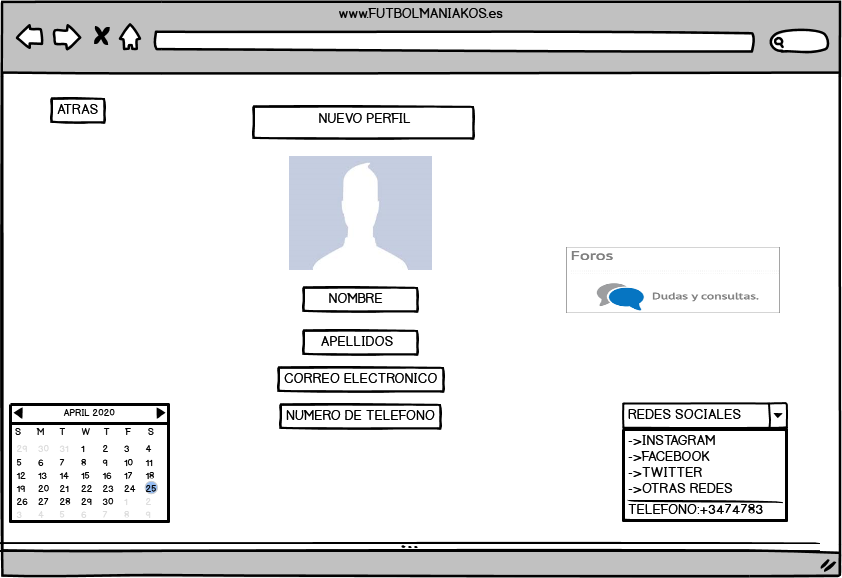 www.FUTBOLMANIAKOS.es
ATRAS
NUEVO PERFIL
Foros
Dudas y consultas.
NOMBRE
APELLIDOS
CORREO ELECTRONICO
NUMERO DE TELEFONO
APRIL 2020
S M T W T F S
29 30 31 1 2 3 4
5 6 7 8 9 10 11
12 13 14 15 16 17 18
19 20 21 22 23 24 25
26 27 28 29 30 1 2
3 4 5 6 7 8 9
REDES SOCIALES
->INSTAGRAM
->FACEBOOK
->TWITTER
->OTRAS REDES
TELEFONO:+3474783